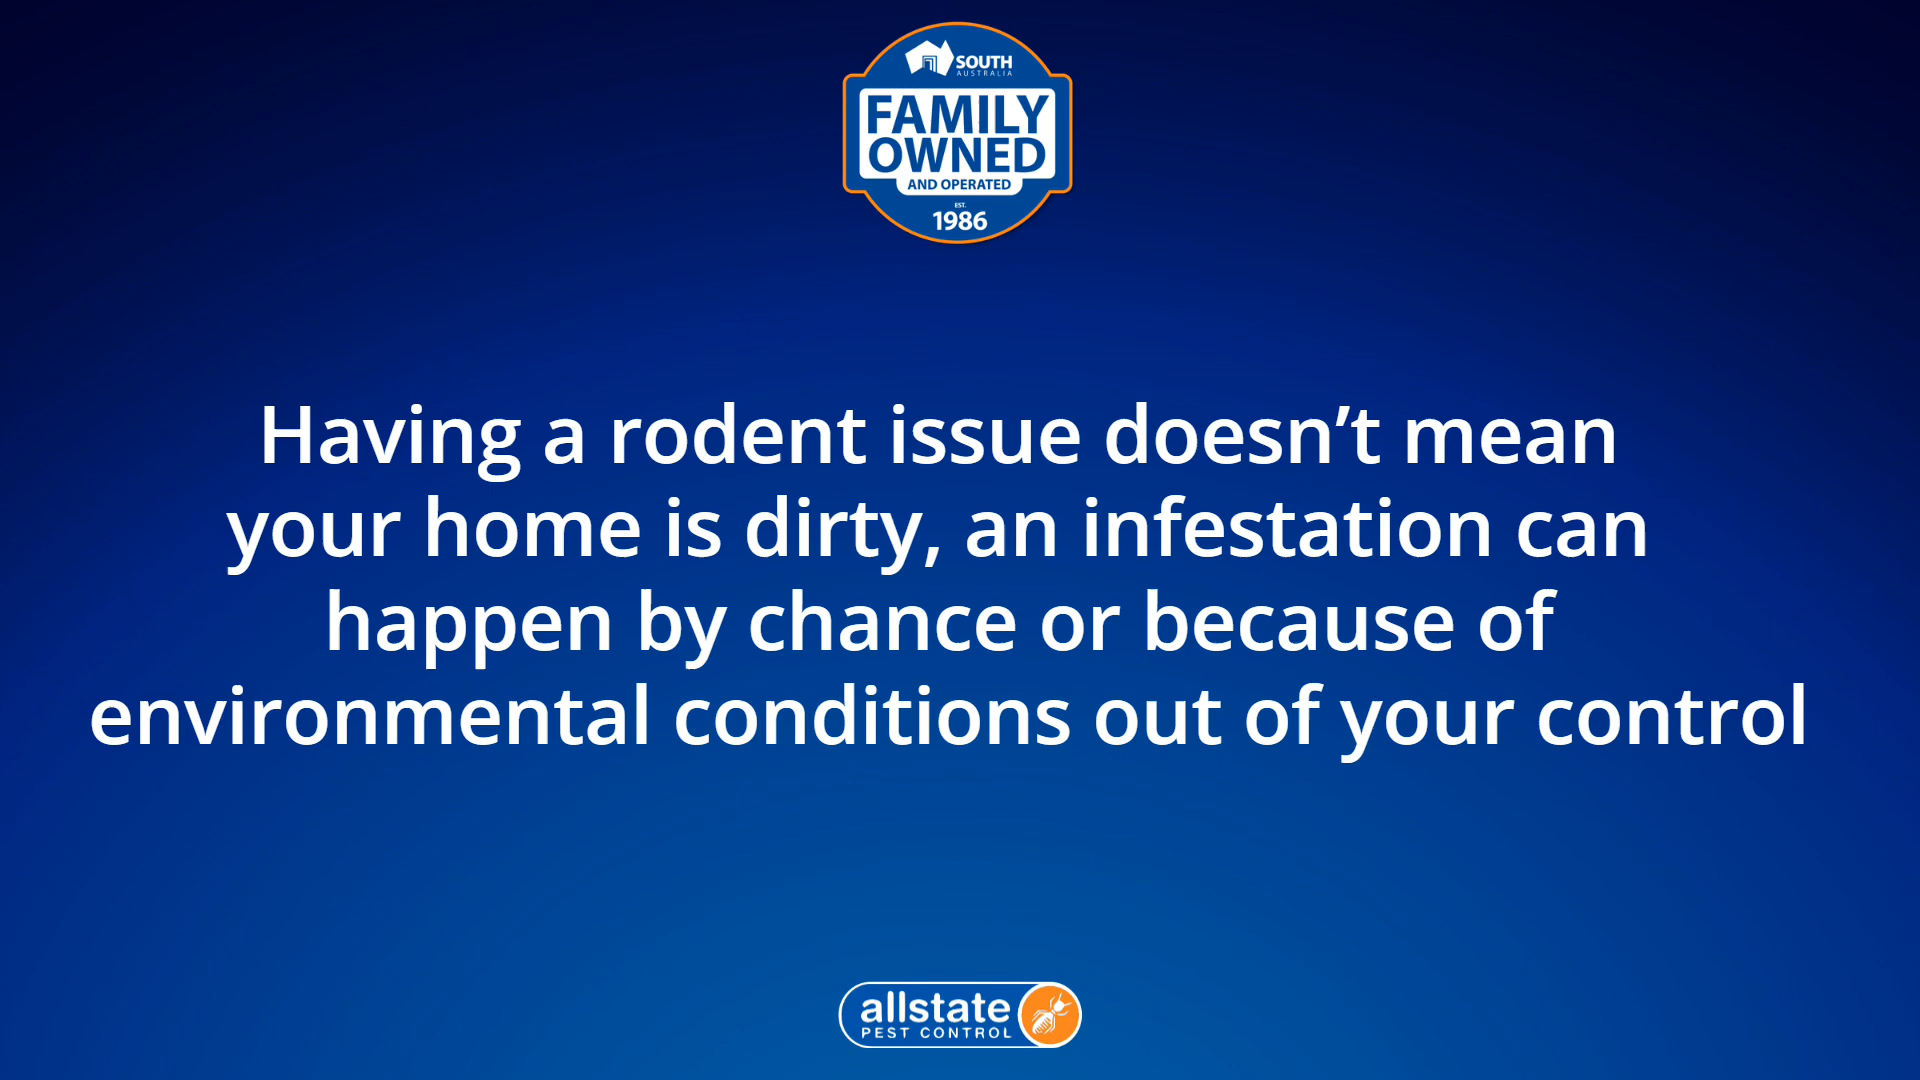 SOUTH
AUSTRALIA
FAMILY
OWNED
AND OPERATED
EST.
1986
Having a rodent issue doesn’t mean
your home is dirty, an infestation can
happen by chance or because of
environmental conditions out of your control
allstate
PEST CONTROL